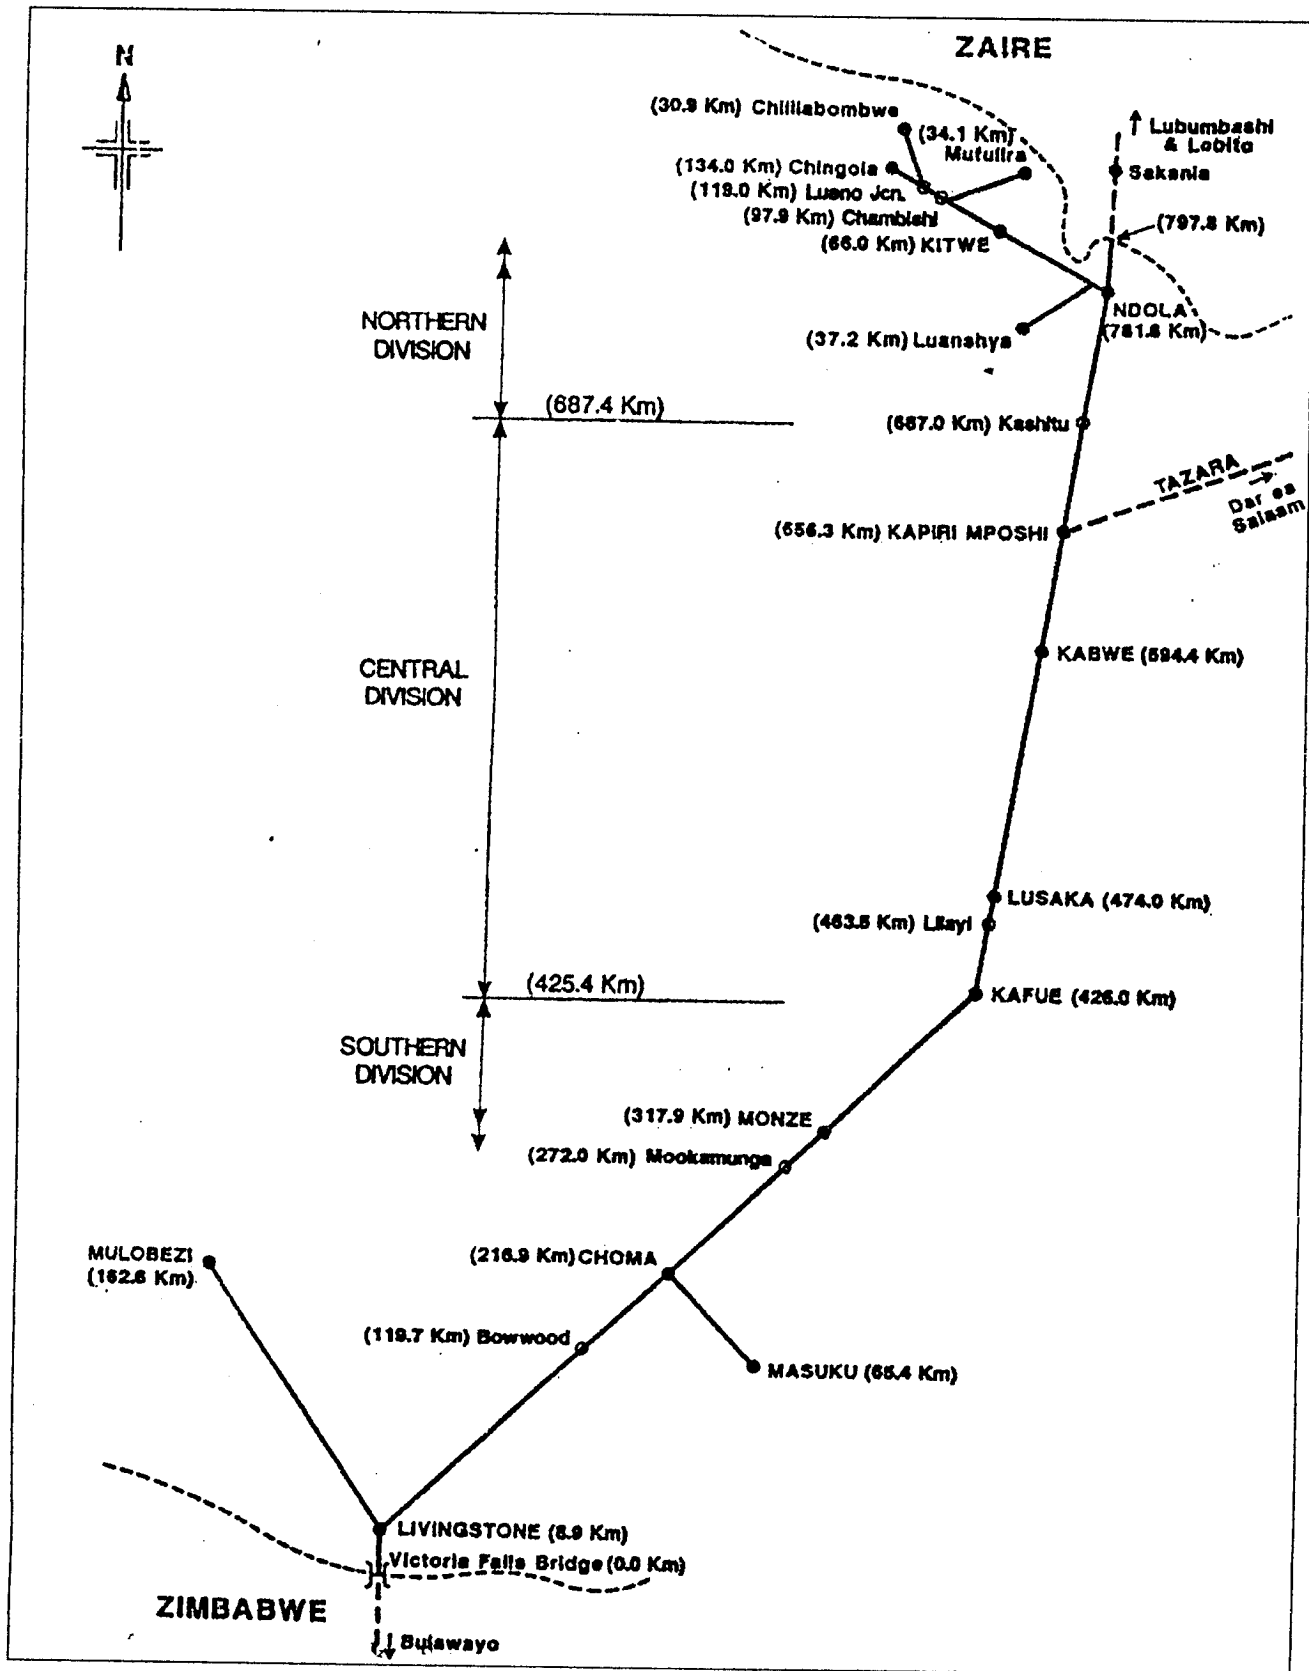 ZAIRE
N
(30.9 Km) Chililabombwe
(34.1 Km)
Mufulira
Lubumbashi
& Lobito
(134.0 Km) Chingola
Sakania
(119.0 Km) Luano Jcn.
(97.9 Km) Chambishi
(797.8 Km)
(66.0 Km) KITWE
NORTHERN
DIVISION
NDOLA
(781.8 Km)
(37.2 Km) Luanshya
(687.4 Km)
(687.0 Km) Kashitu
TAZARA
Dar es
Salaam
(656.3 Km) KAPIRI MPOSHI
KABWE (594.4 Km)
CENTRAL
DIVISION
LUSAKA (474.0 Km)
(463.5 Km) Lilayi
(425.4 Km)
KAFUE (426.0 Km)
SOUTHERN
DIVISION
(317.9 Km) MONZE
(272.0 Km) Mookamunga
MULOBEZI
(162.6 Km)
(216.9 Km) CHOMA
(119.7 Km) Bowwood
MASUKU (65.4 Km)
LIVINGSTONE (8.9 Km)
Victoria Falls Bridge (0.0 Km)
ZIMBABWE
Bulawayo